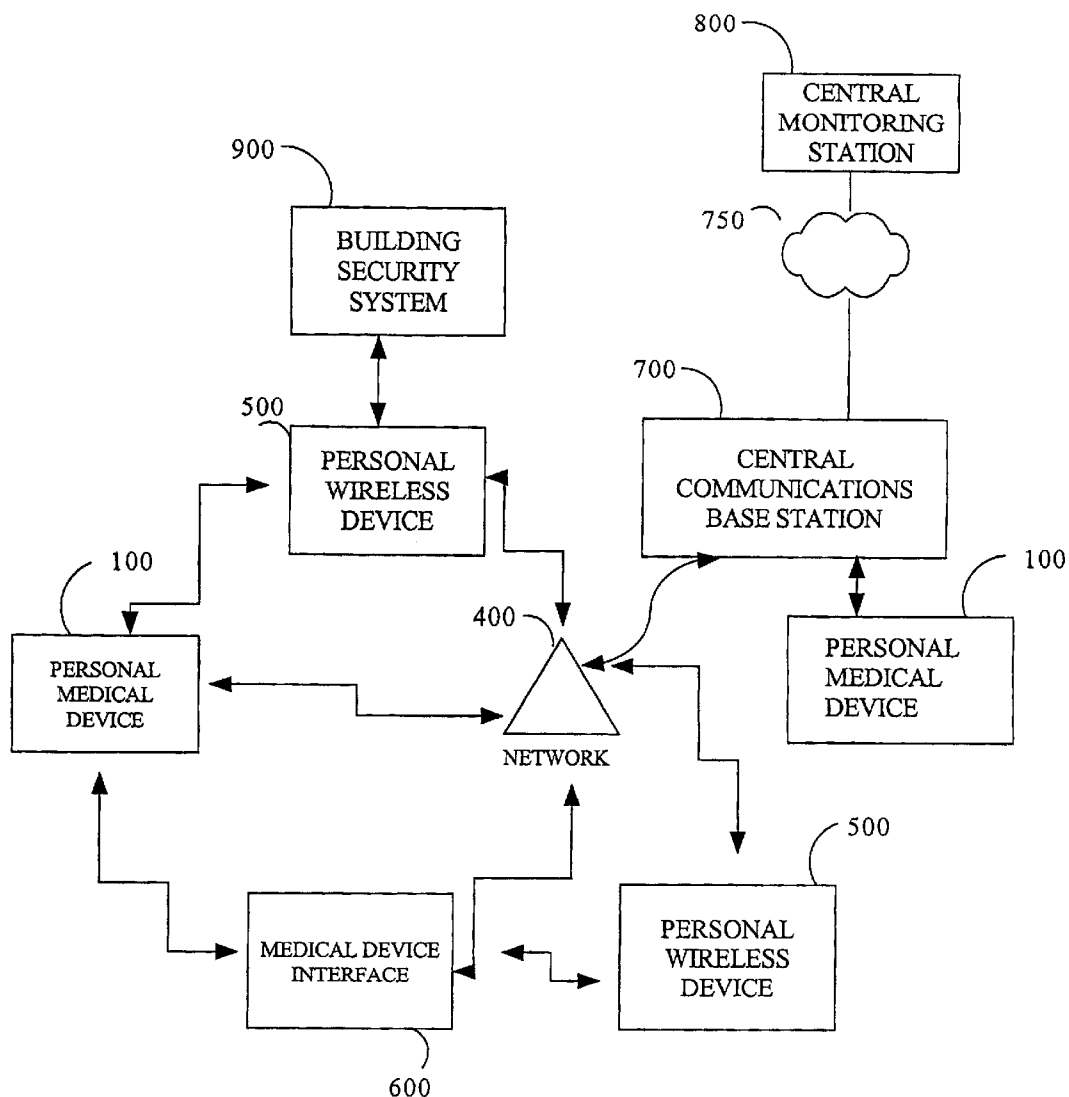 800
CENTRAL
MONITORING
STATION
900
750
BUILDING
SECURITY
SYSTEM
700
500
PERSONAL
WIRELESS
DEVICE
CENTRAL
COMMUNICATIONS
BASE STATION
100
100
400
PERSONAL
MEDICAL
DEVICE
PERSONAL
MEDICAL
DEVICE
NETWORK
500
MEDICAL DEVICE
INTERFACE
PERSONAL
WIRELESS
DEVICE
600